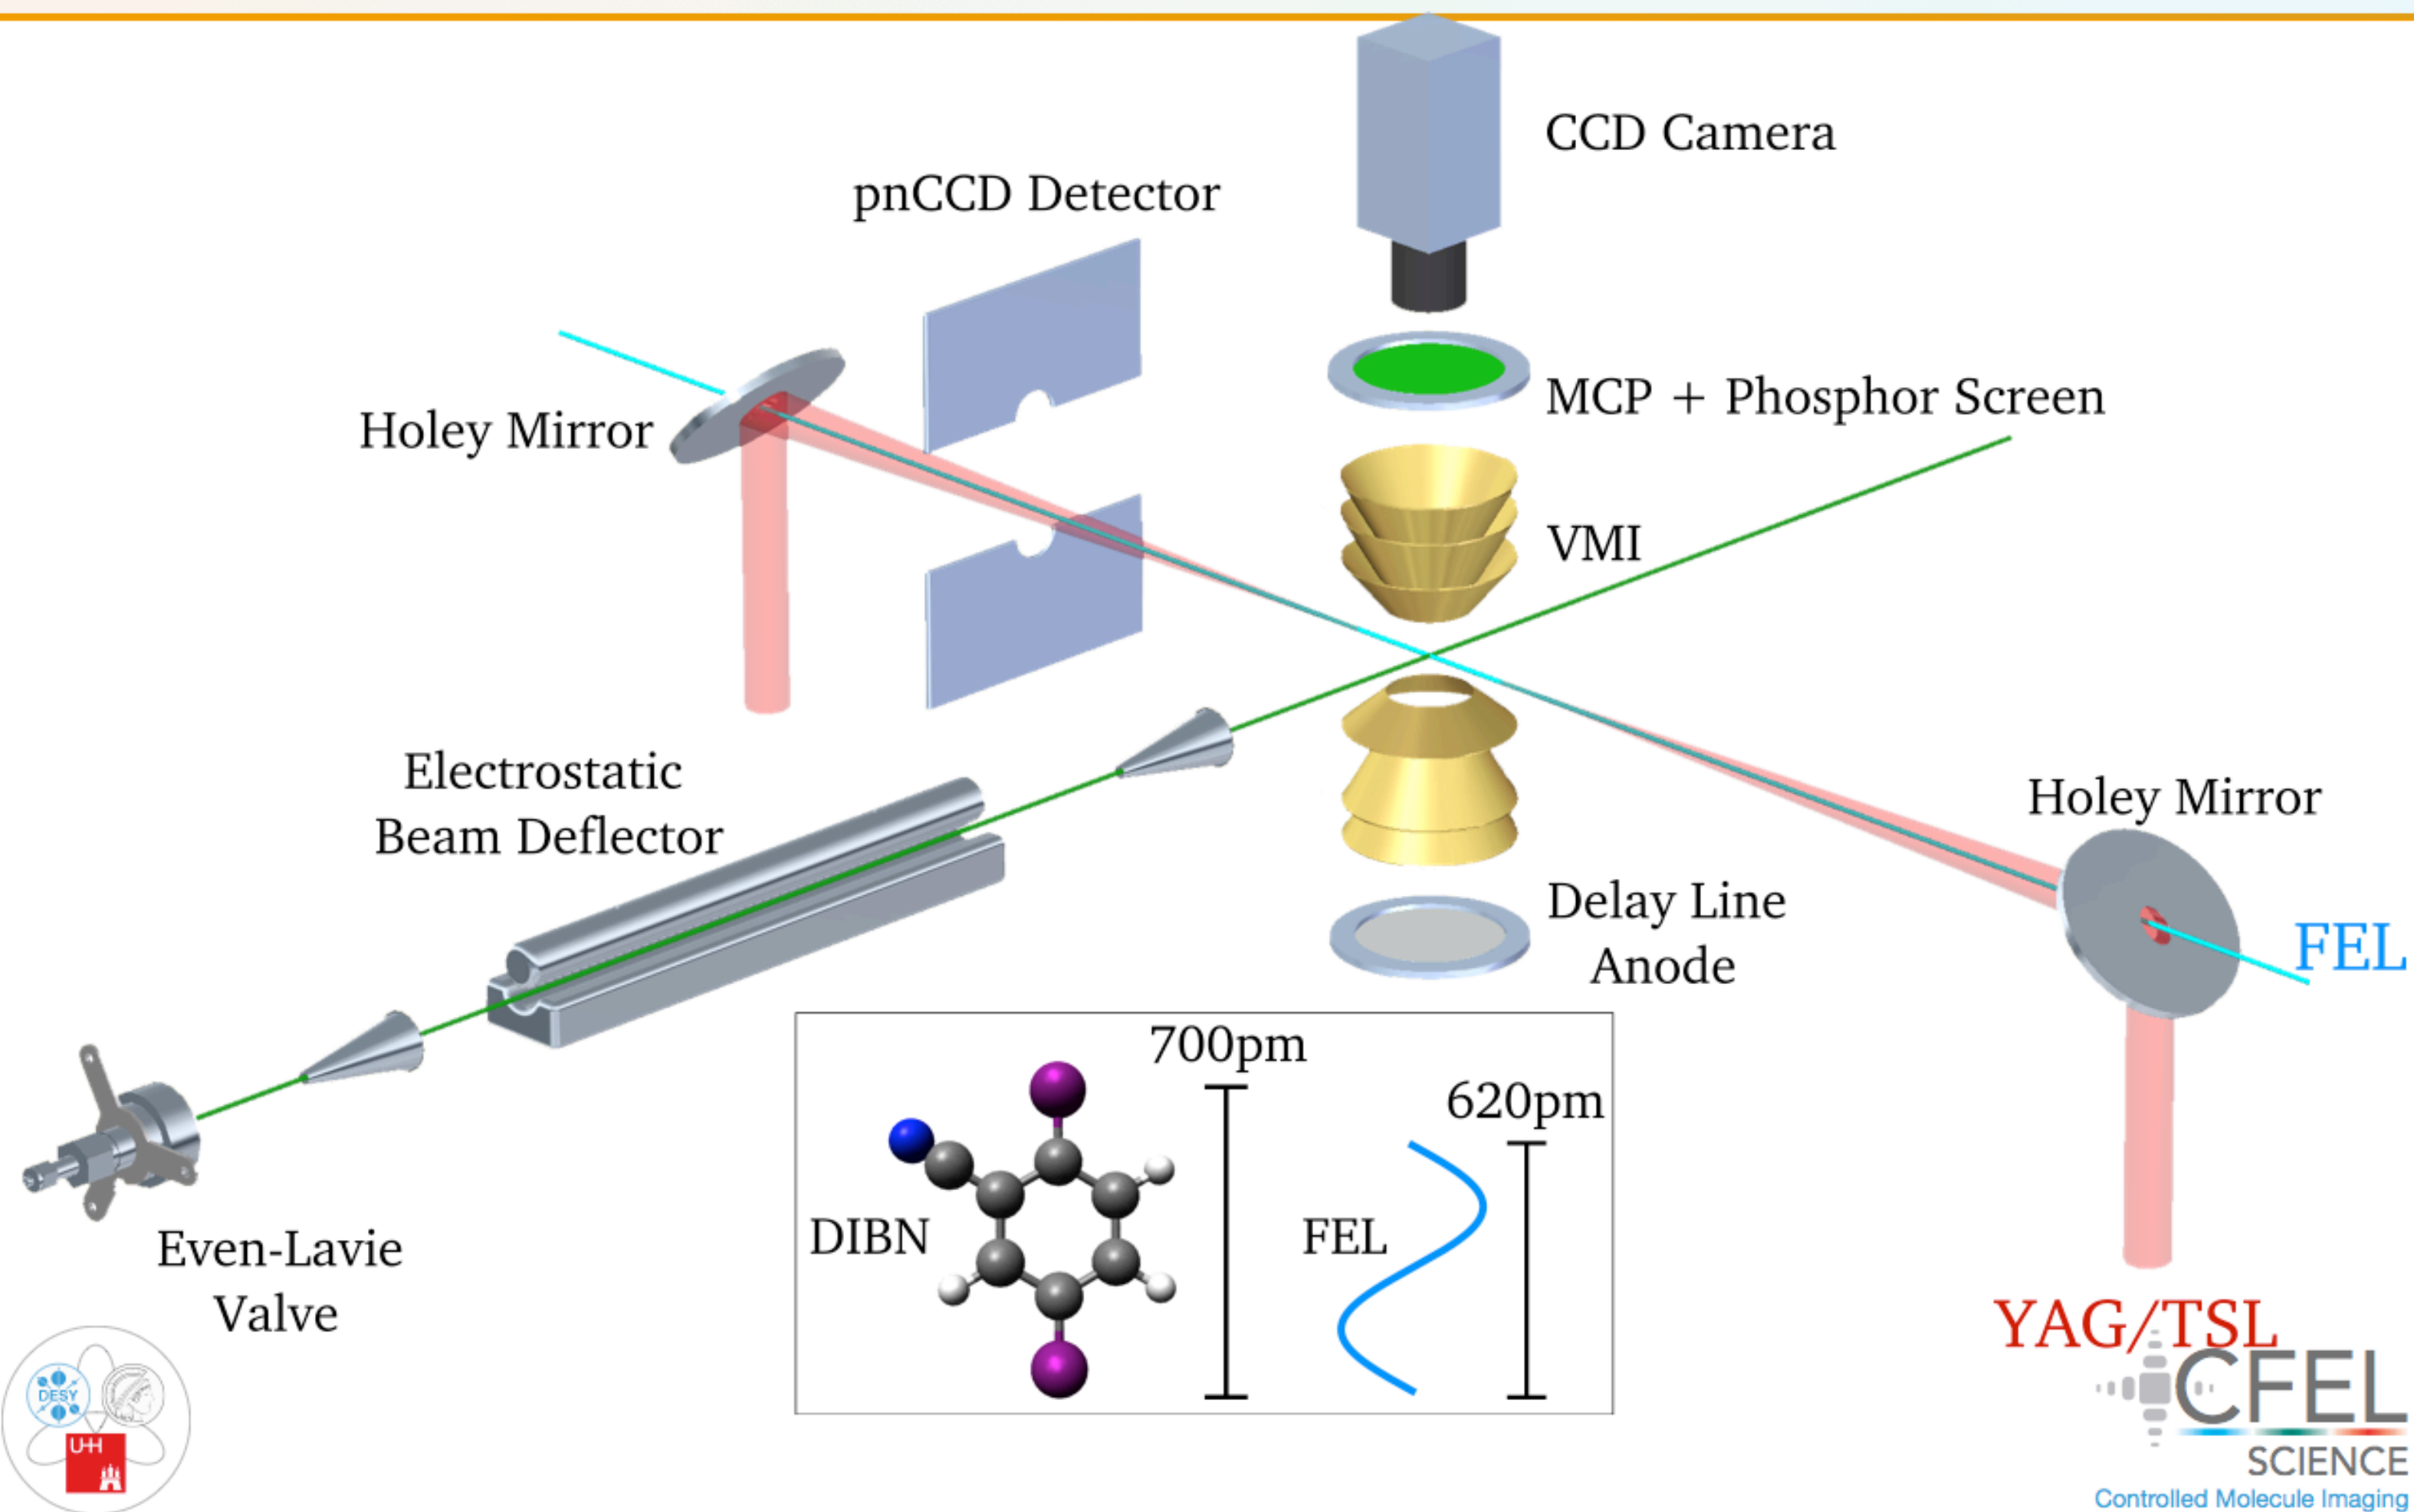 CCD Camera
pnCCD Detector
MCP + Phosphor Screen
Holey Mirror
VMI
Electrostatic
Beam Deflector
Holey Mirror
Delay Line
Anode
FEL
700pm
620pm
DIBN
FEL
Even-Lavie
Valve
YAG/TSL
DESY
UHH
CFEL
SCIENCE
Controlled Molecule Imaging